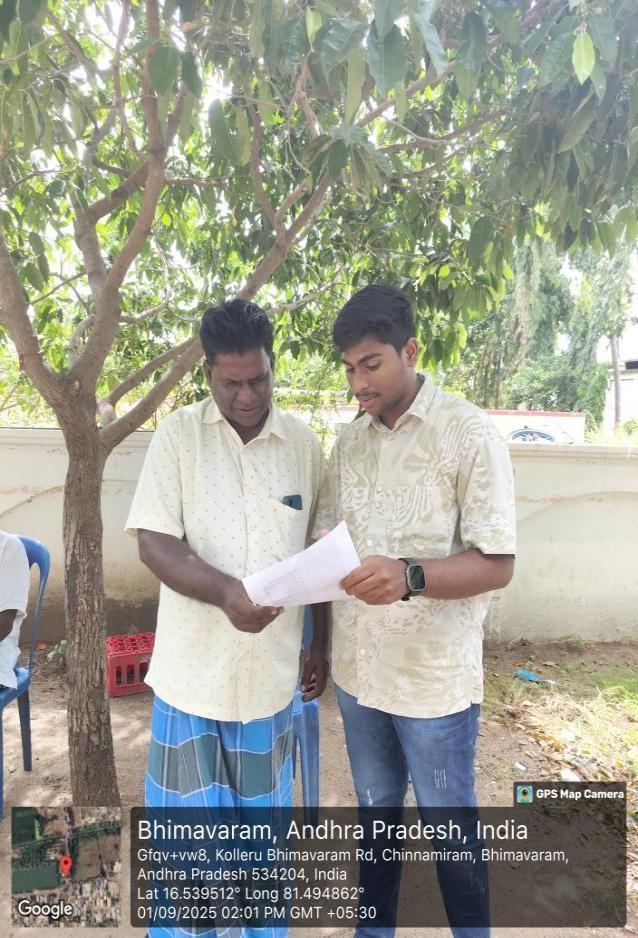 GPS Map Camera
Bhimavaram, Andhra Pradesh, India
Gfqv+vw8, Kolleru Bhimavaram Rd, Chinnamiram, Bhimavaram,
Andhra Pradesh 534204, India
Lat 16.539512° Long 81.494862°
01/09/2025 02:01 PM GMT +05:30
Google